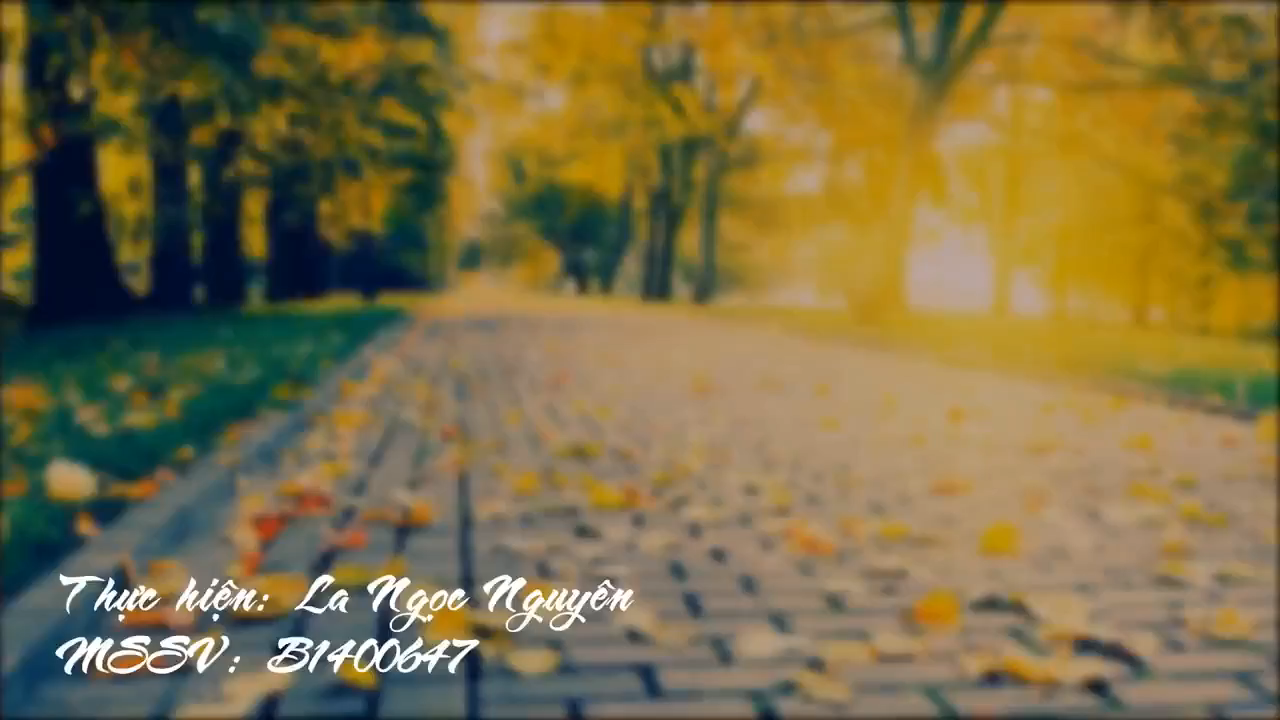 Thực hiện: La Ngọc Nguyên
MSSV: B1400647